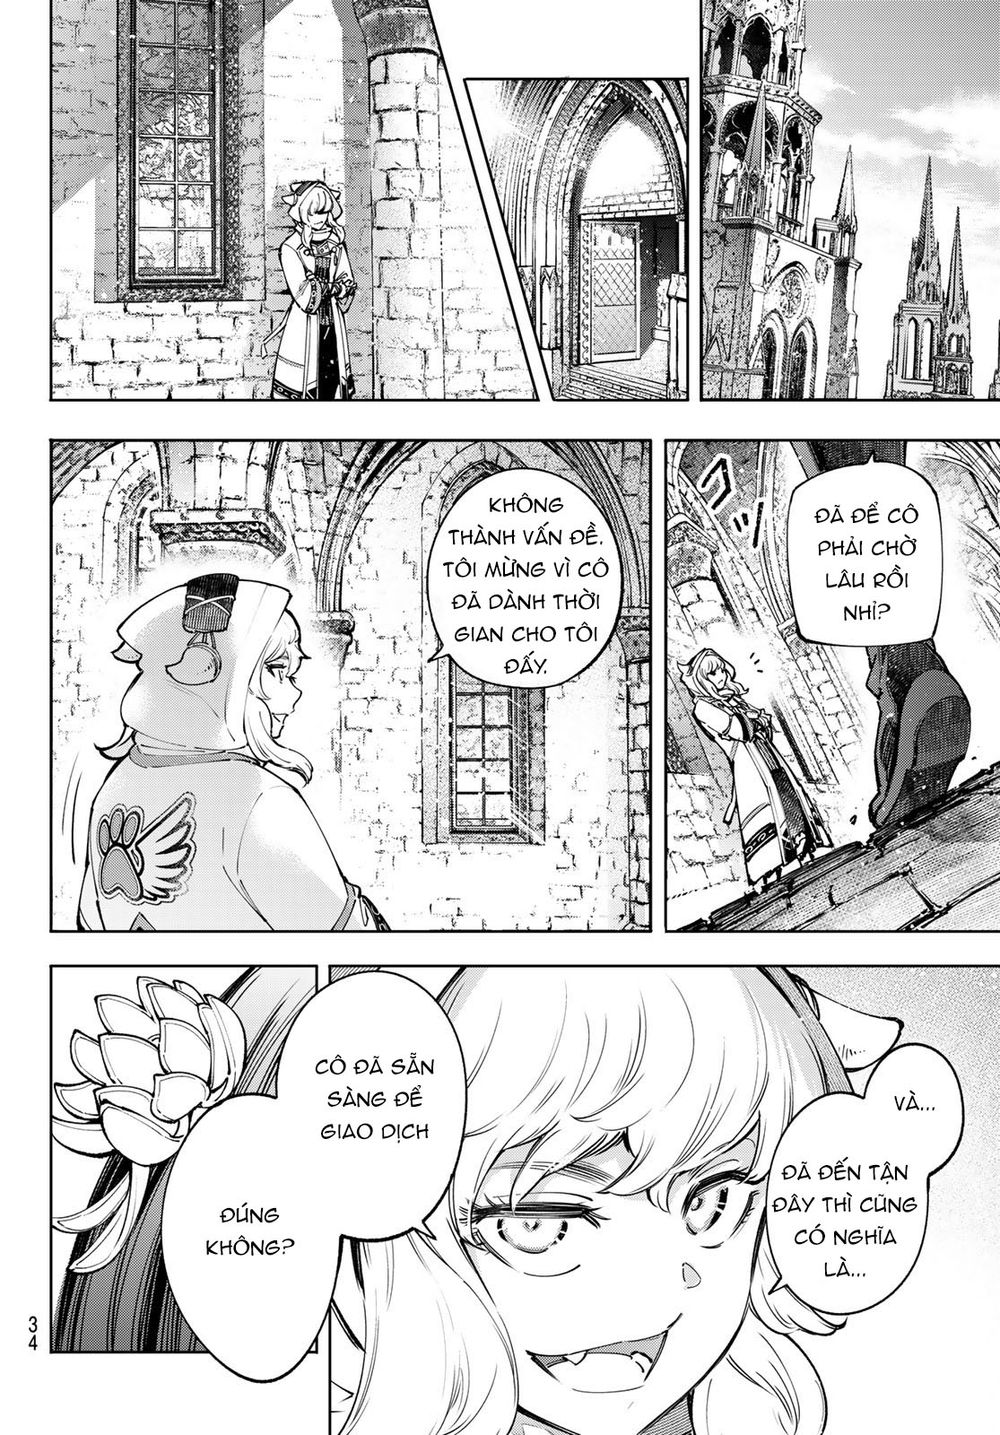 ĐÃ ĐỂ CÔ
PHẢI CHỜ
LÂU RỒI
NHỈ?
KHÔNG
THÀNH VẤN ĐỀ.
TÔI MỪNG VÌ CÔ
ĐÃ DÀNH THỜI
GIAN CHO TÔI
ĐẤY.
VÀ...
ĐÃ ĐẾN TẬN
ĐÂY THÌ CŨNG
CÓ NGHĨA
LÀ...
CÔ ĐÃ SẴN
SÀNG ĐỂ
GIAO DỊCH
ĐÚNG
KHÔNG?
34